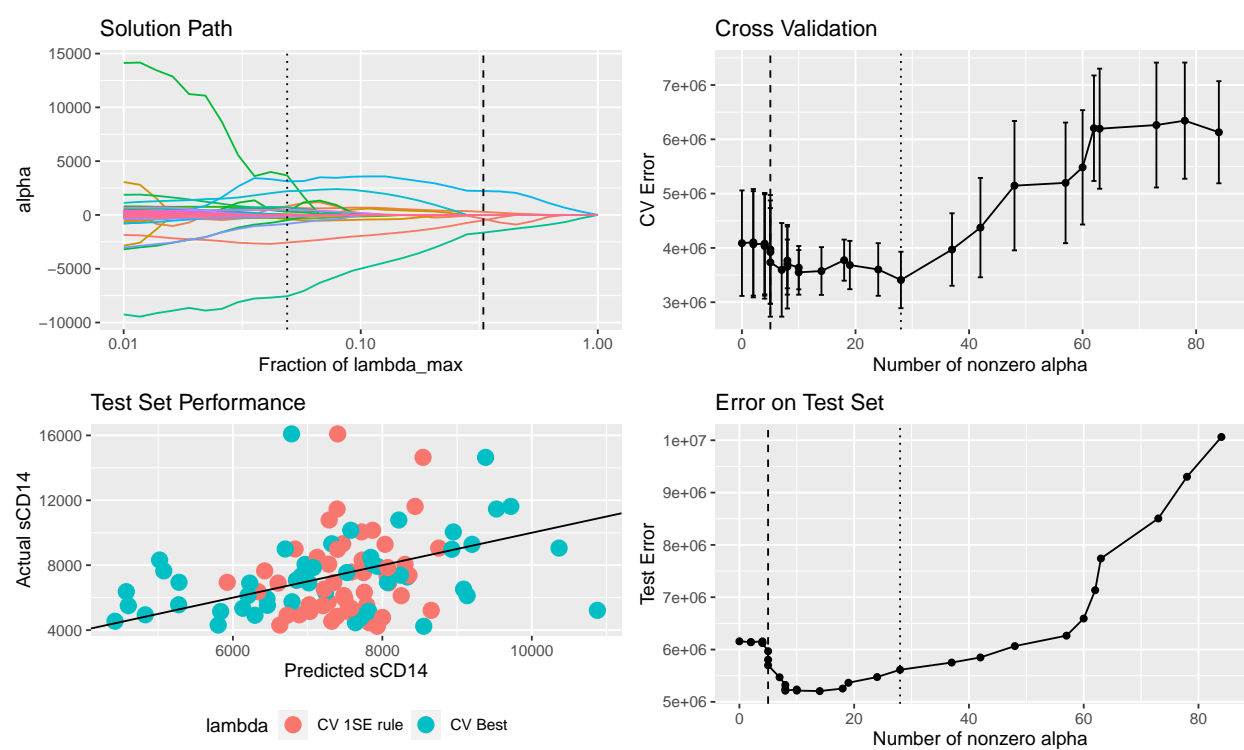 Solution Path
15000
10000
5000
0
−5000
−10000
alpha
0.01
0.10
1.00
Fraction of lambda_max
Cross Validation
7e+06
6e+06
5e+06
4e+06
3e+06
CV Error
0
20
40
60
80
Number of nonzero alpha
Test Set Performance
16000
12000
8000
4000
Actual sCD14
6000
8000
10000
Predicted sCD14
lambda
CV 1SE rule
CV Best
Error on Test Set
1e+07
9e+06
8e+06
7e+06
6e+06
5e+06
Test Error
0
20
40
60
80
Number of nonzero alpha